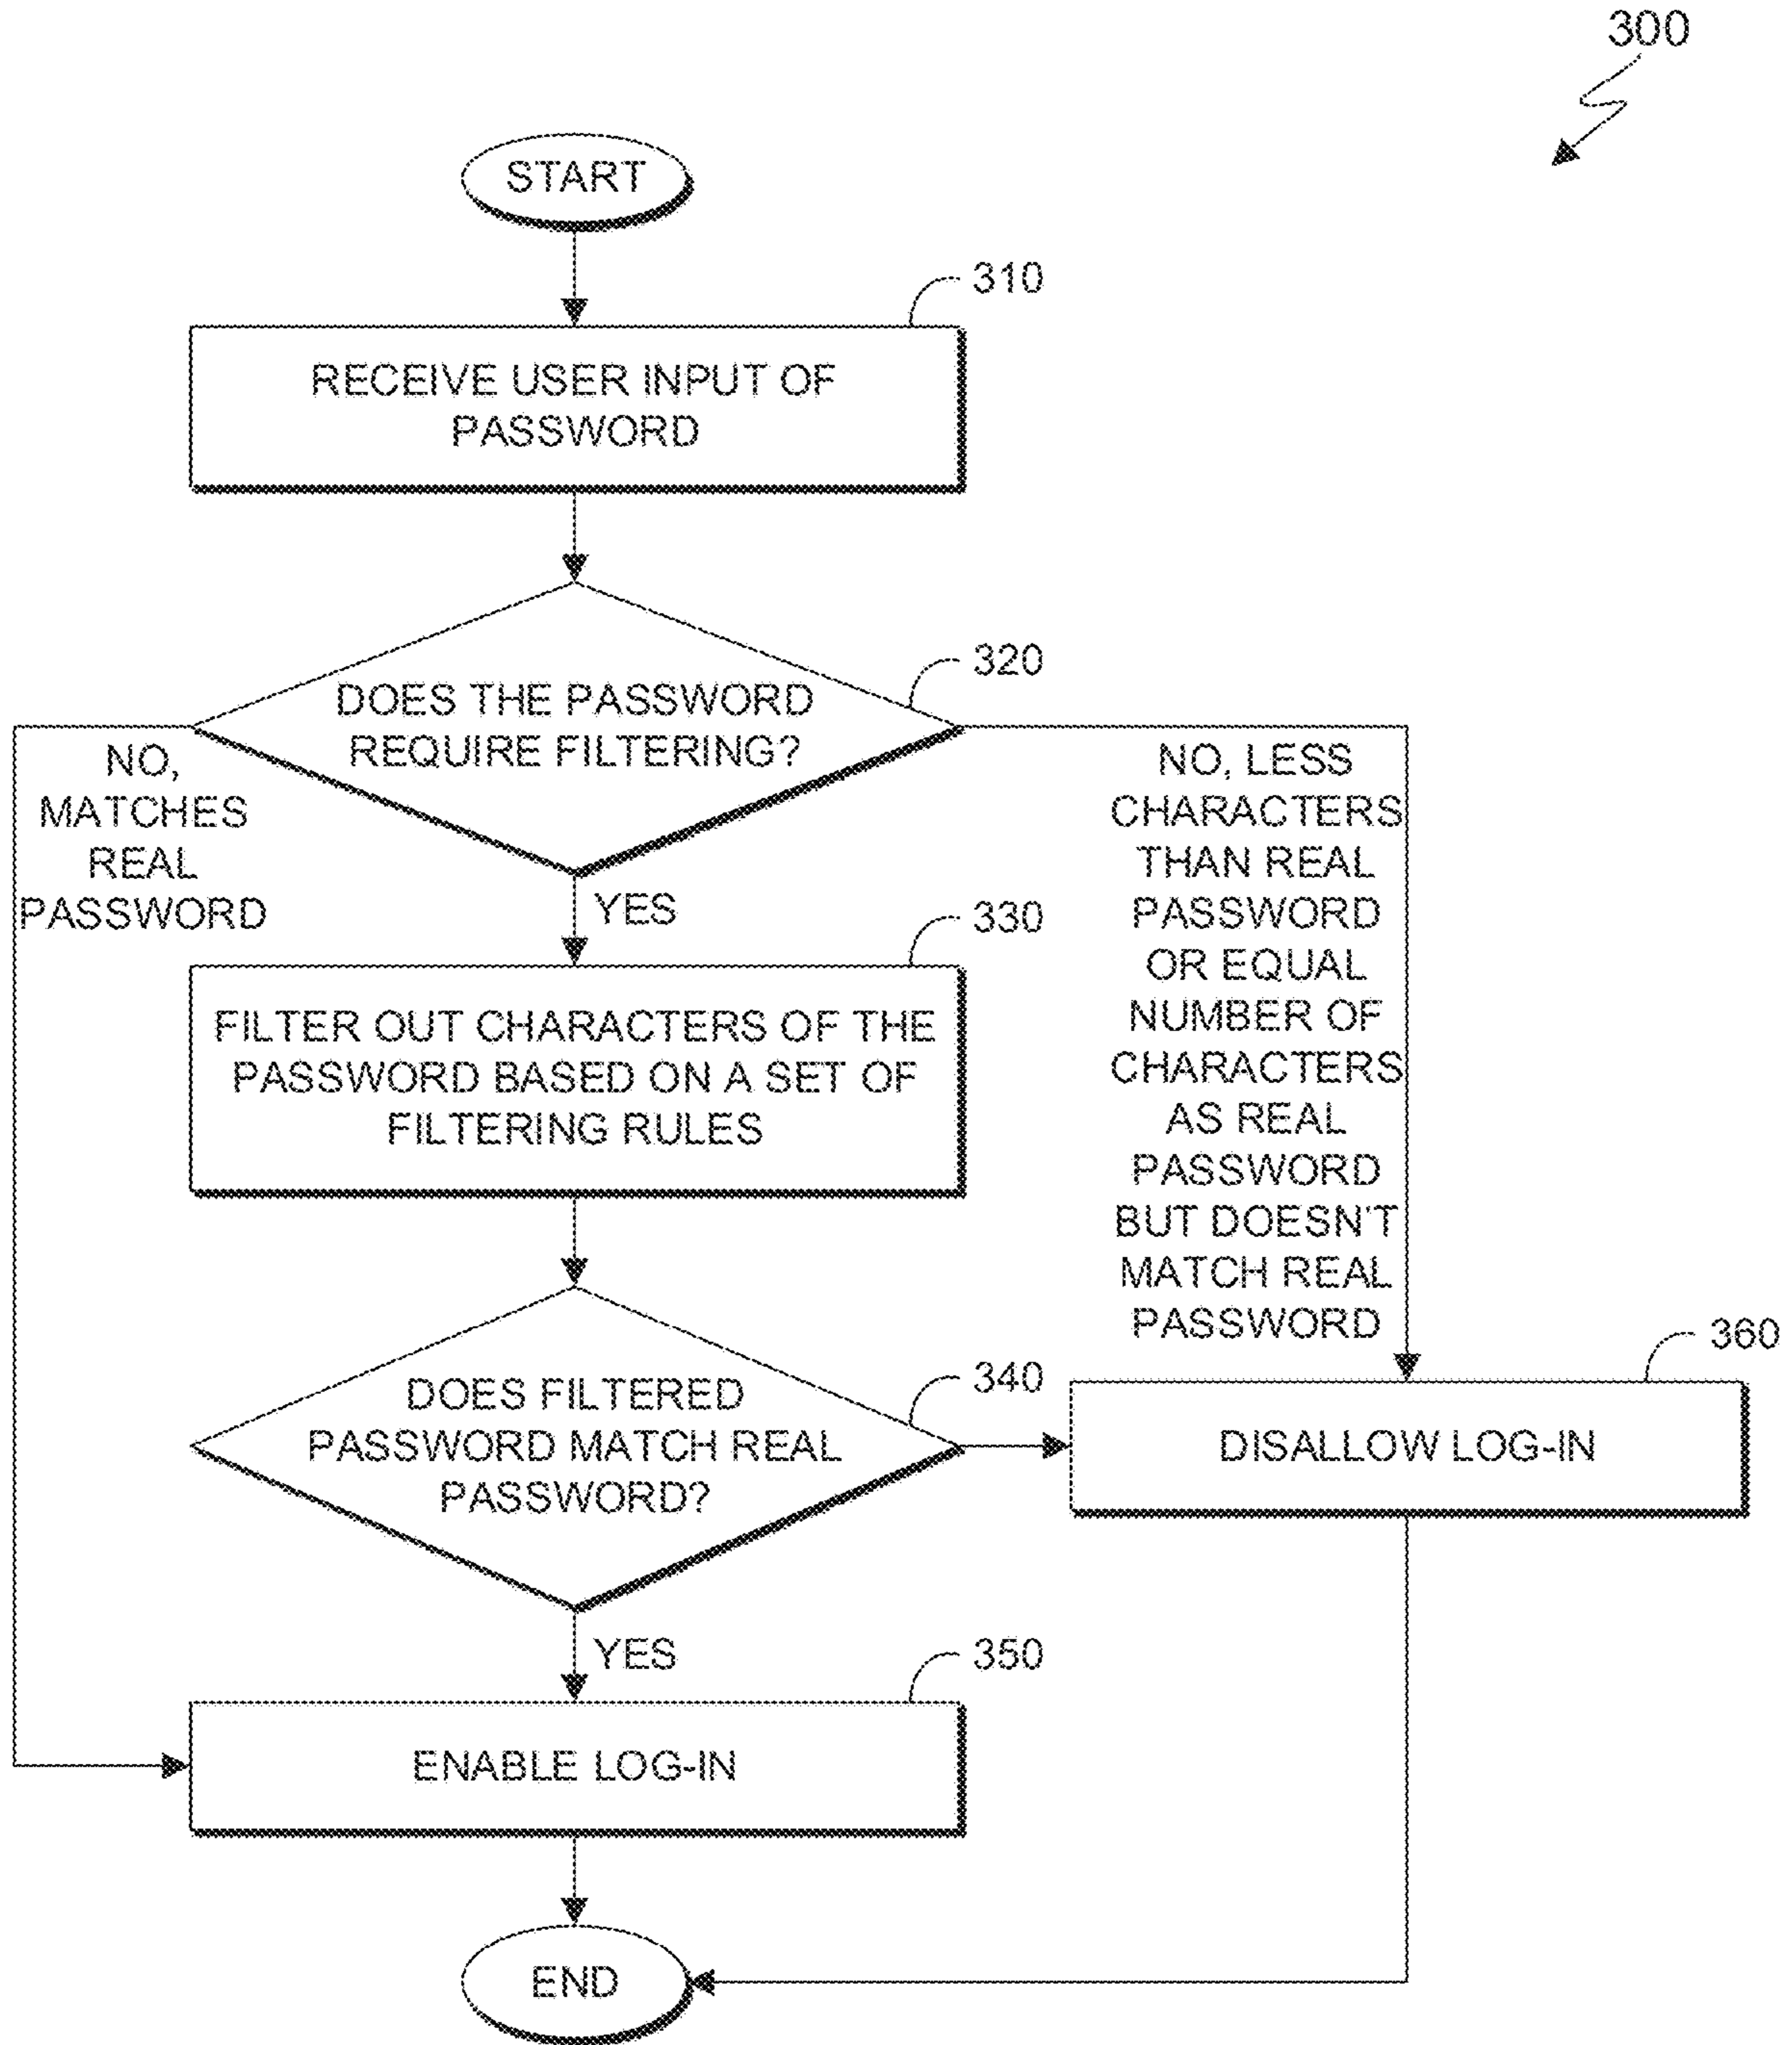 300
START
310
RECEIVE USER INPUT OF
PASSWORD
320
DOES THE PASSWORD
REQUIRE FILTERING?
NO,
MATCHES
REAL
PASSWORD
NO, LESS
CHARACTERS
THAN REAL
PASSWORD
OR EQUAL
NUMBER OF
CHARACTERS
AS REAL
PASSWORD
BUT DOESN'T
MATCH REAL
PASSWORD
YES
330
FILTER OUT CHARACTERS OF THE
PASSWORD BASED ON A SET OF
FILTERING RULES
340
DOES FILTERED
PASSWORD MATCH REAL
PASSWORD?
360
DISALLOW LOG-IN
YES
350
ENABLE LOG-IN
END